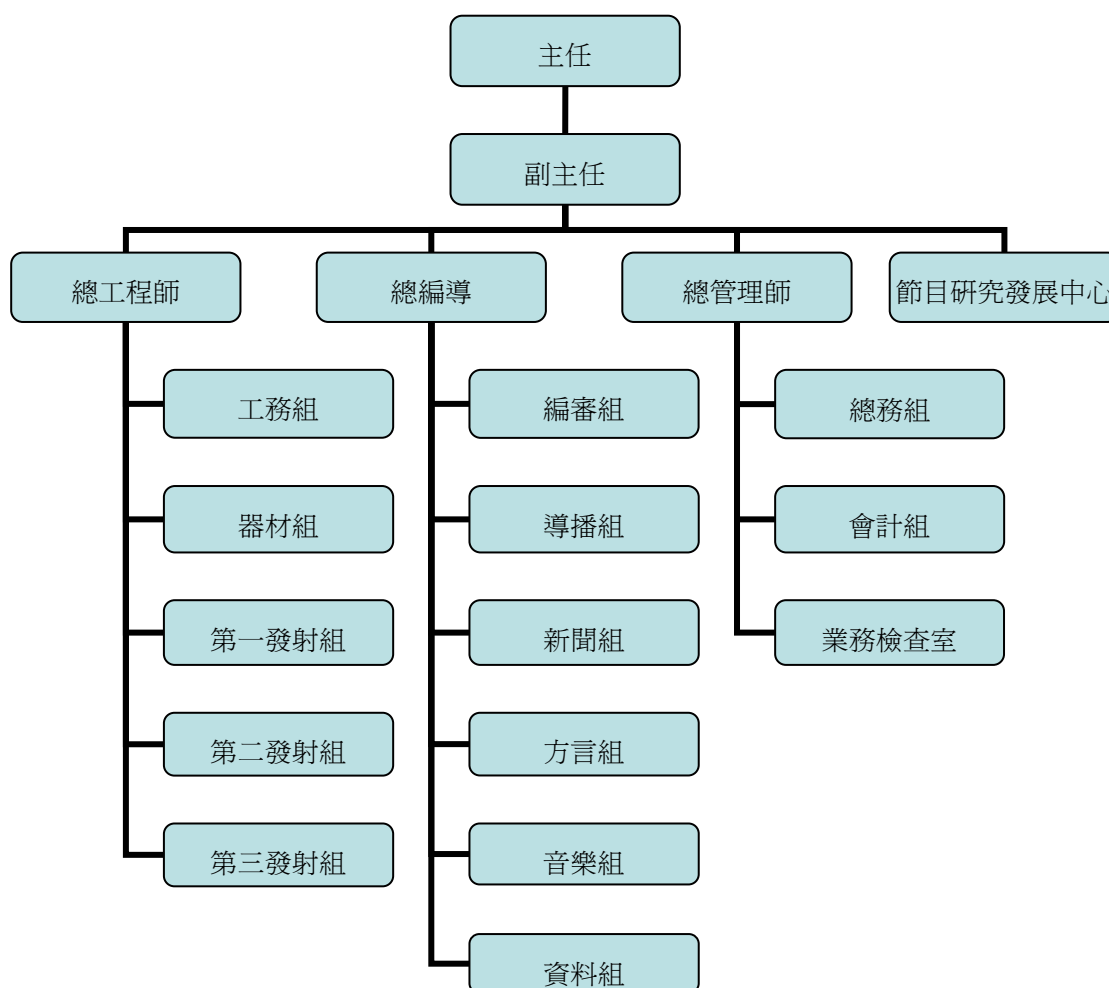 主任
副主任
總工程師
總編導
總管理師
節目研究發展中心
工務組
編審組
總務組
器材組
導播組
會計組
第一發射組
新聞組
業務檢查室
第二發射組
方言組
第三發射組
音樂組
資料組